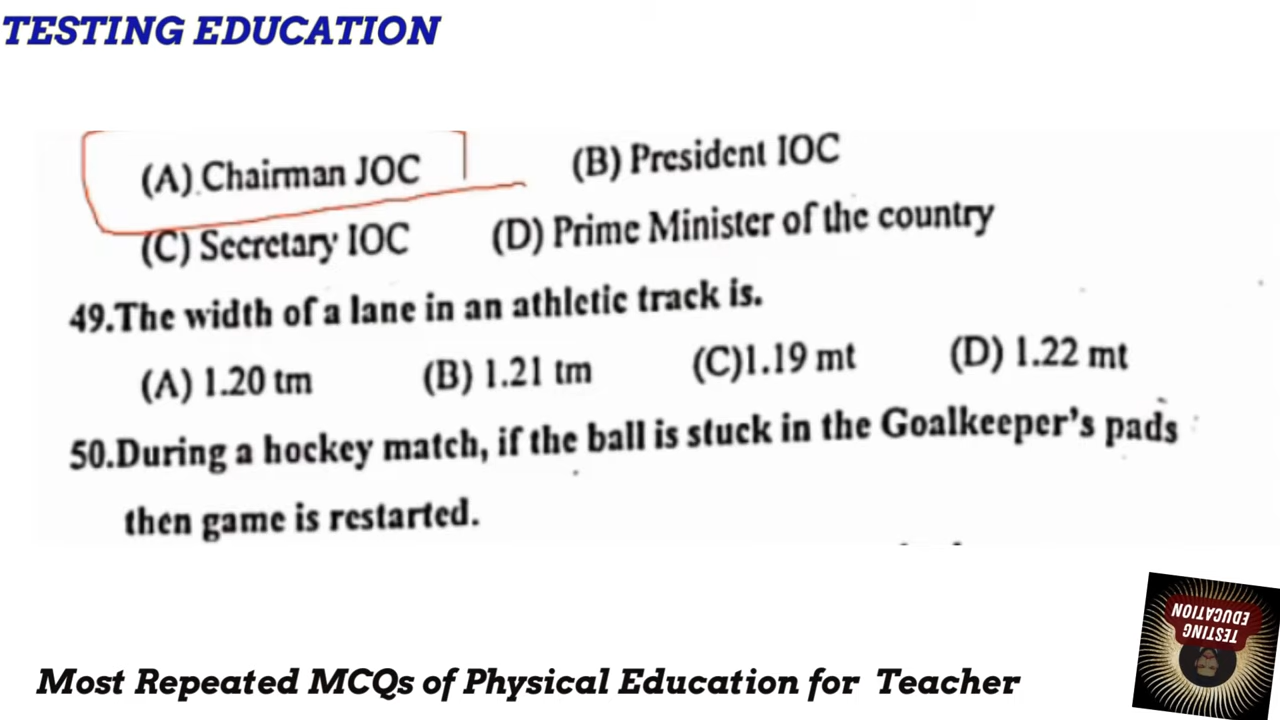 TESTING EDUCATION
(A) Chairman JOC (B) President IOC
(C) Secretary IOC (D) Prime Minister of the country
49.The width of a lane in an athletic track is.
(A) 1.20 tm (B) 1.21 tm (C)1.19 mt (D) 1.22 mt
50.During a hockey match, if the ball is stuck in the Goalkeeper's pads
then game is restarted.
TESTING
EDUCATION
Most Repeated MCQs of Physical Education for Teacher